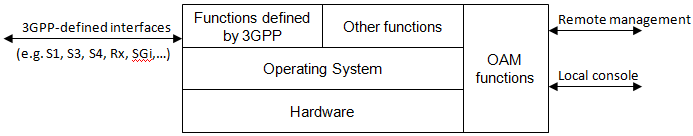 3GPP-defined interfaces
(e.g. S1, S3, S4, Rx, SGi,...)
Functions defined
by 3GPP
Other functions
Operating System
Hardware
OAM
functions
Remote management
Local console